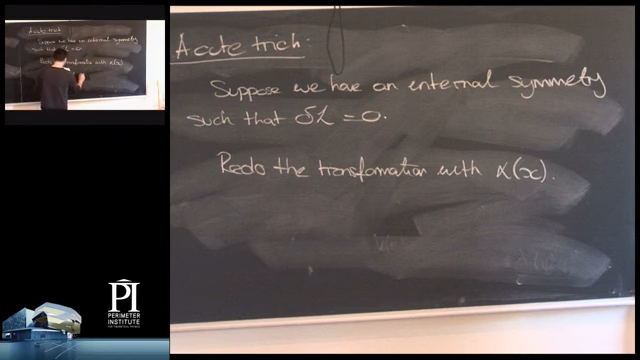 A cute trick:
Suppose we have an internal symmetry
such that δL = 0.
Redo the transformation with α(x).
PI
PERIMETER
INSTITUTE
FOR THEORETICAL PHYSICS